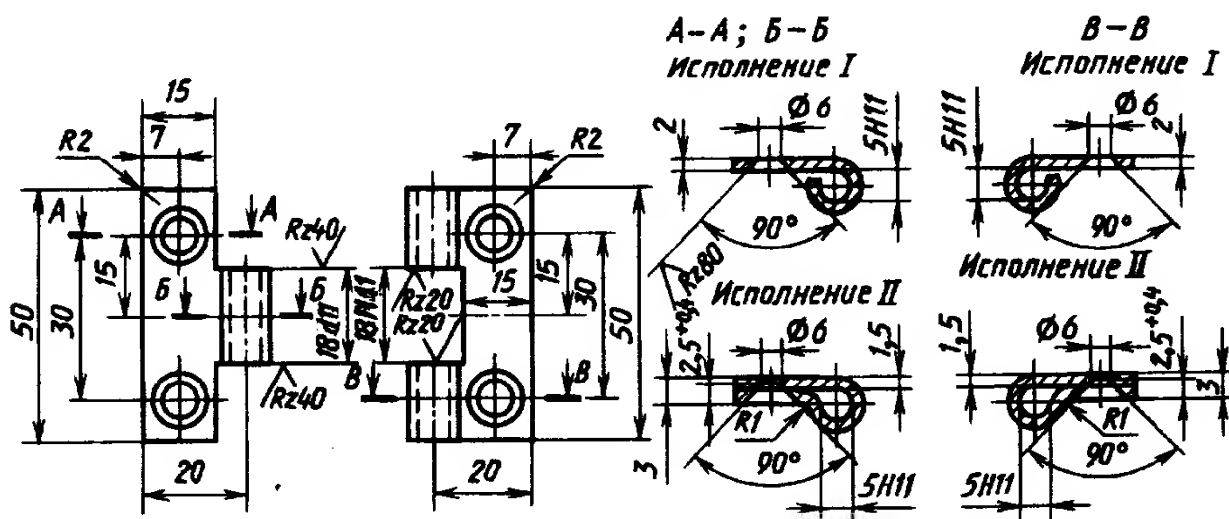 А–А; Б–Б
Исполнение I
В–В
Испопнение I
15
7
R2
50
А
А
15
30
Б
Б
Rz40
18d11
Rz40
20
7
R2
18H11
Rz20
Rz20
15
15
30
50
В
В
20
2
Ø6
5H11
90°
Rz80
5H11
Ø6
2
90°
Исполнение II
2,5+0,4
Ø6
1,5
3
R1
90°
5H11
Исполнение II
1,5
Ø6
2,5+0,4
3
R1
90°
5H11